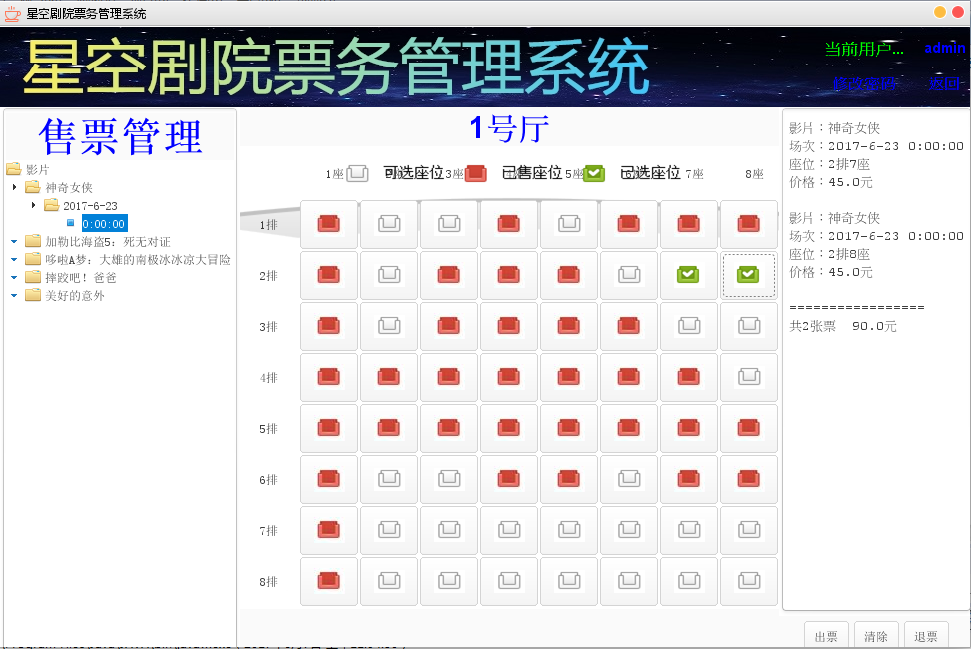 星空剧院票务管理系统
星空剧院票务管理系统
当前用户... admin
修改密码 返回
售票管理
影片
神奇女侠
2017-6-23
0:00:00
加勒比海盗5：死无对证
哆啦A梦：大雄的南极冰冰凉大冒险
摔跤吧！爸爸
美好的意外
1号厅
1座 可选座位 3座 已售座位 5座 已选座位 7座 8座
1排
2排
3排
4排
5排
6排
7排
8排
影片：神奇女侠
场次：2017-6-23 0:00:00
座位：2排7座
价格：45.0元
影片：神奇女侠
场次：2017-6-23 0:00:00
座位：2排8座
价格：45.0元
=================
共2张票 90.0元
出票 清除 退票